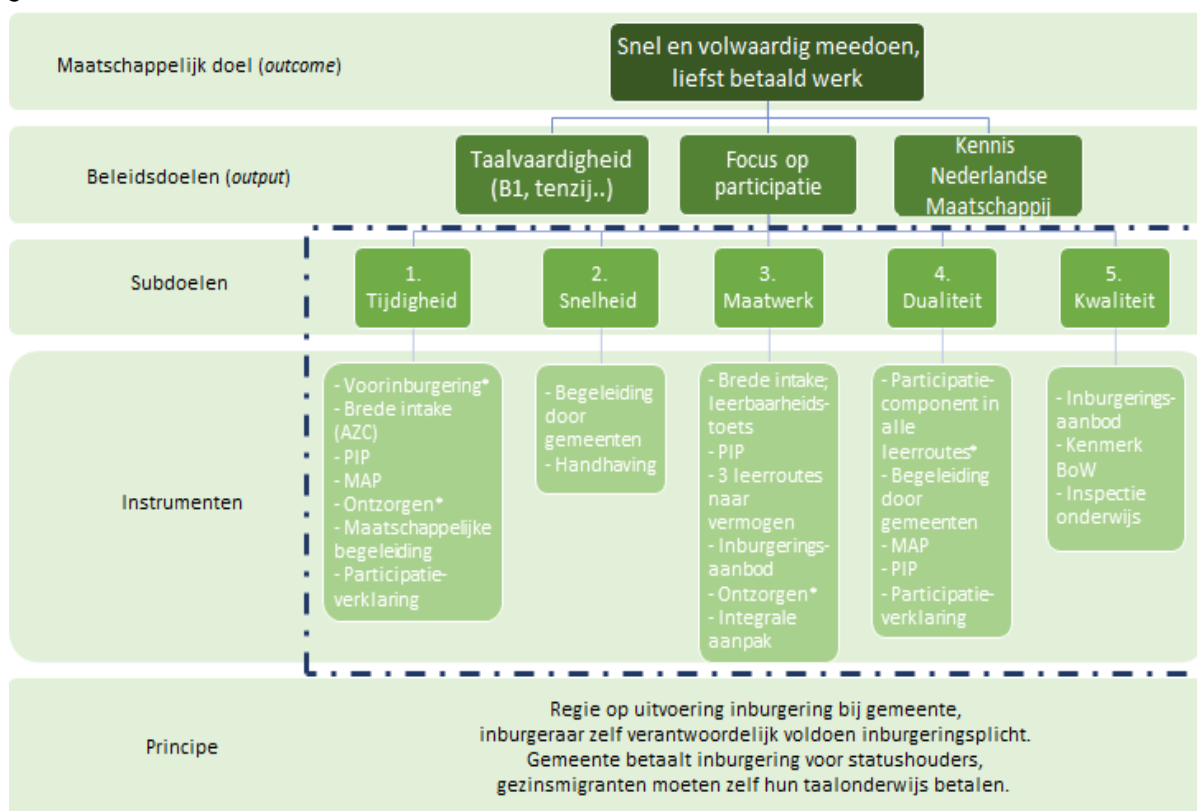 Maatschappelijk doel (outcome)
Snel en volwaardig meedoen,
liefst betaald werk
Beleidsdoelen (output)
Taalvaardigheid
(B1, tenzij..)
Focus op
participatie
Kennis
Nederlandse
Maatschappij
Subdoelen
1.
Tijdigheid
2.
Snelheid
3.
Maatwerk
4.
Dualiteit
5.
Kwaliteit
Instrumenten
- Voorinburgering*
- Brede intake
(AZC)
- PIP
- MAP
- Ontzorgen*
- Maatschappelijke
begeleiding
- Participatie-
verklaring
- Begeleiding
door
gemeenten
- Handhaving
- Brede intake;
leerbaarheids-
toets
- PIP
- 3 leerroutes
naar
vermogen
- Inburgerings-
aanbod
- Ontzorgen*
- Integrale
aanpak
- Participatie-
component in
alle
leerroutes*
- Begeleiding
door
gemeenten
- MAP
- PIP
- Participatie-
verklaring
- Inburgerings-
aanbod
- Kenmerk
BoW
- Inspectie
onderwijs
Principe
Regie op uitvoering inburgering bij gemeente,
inburgeraar zelf verantwoordelijk voldoen inburgeringsplicht.
Gemeente betaalt inburgering voor statushouders,
gezinsmigranten moeten zelf hun taalonderwijs betalen.